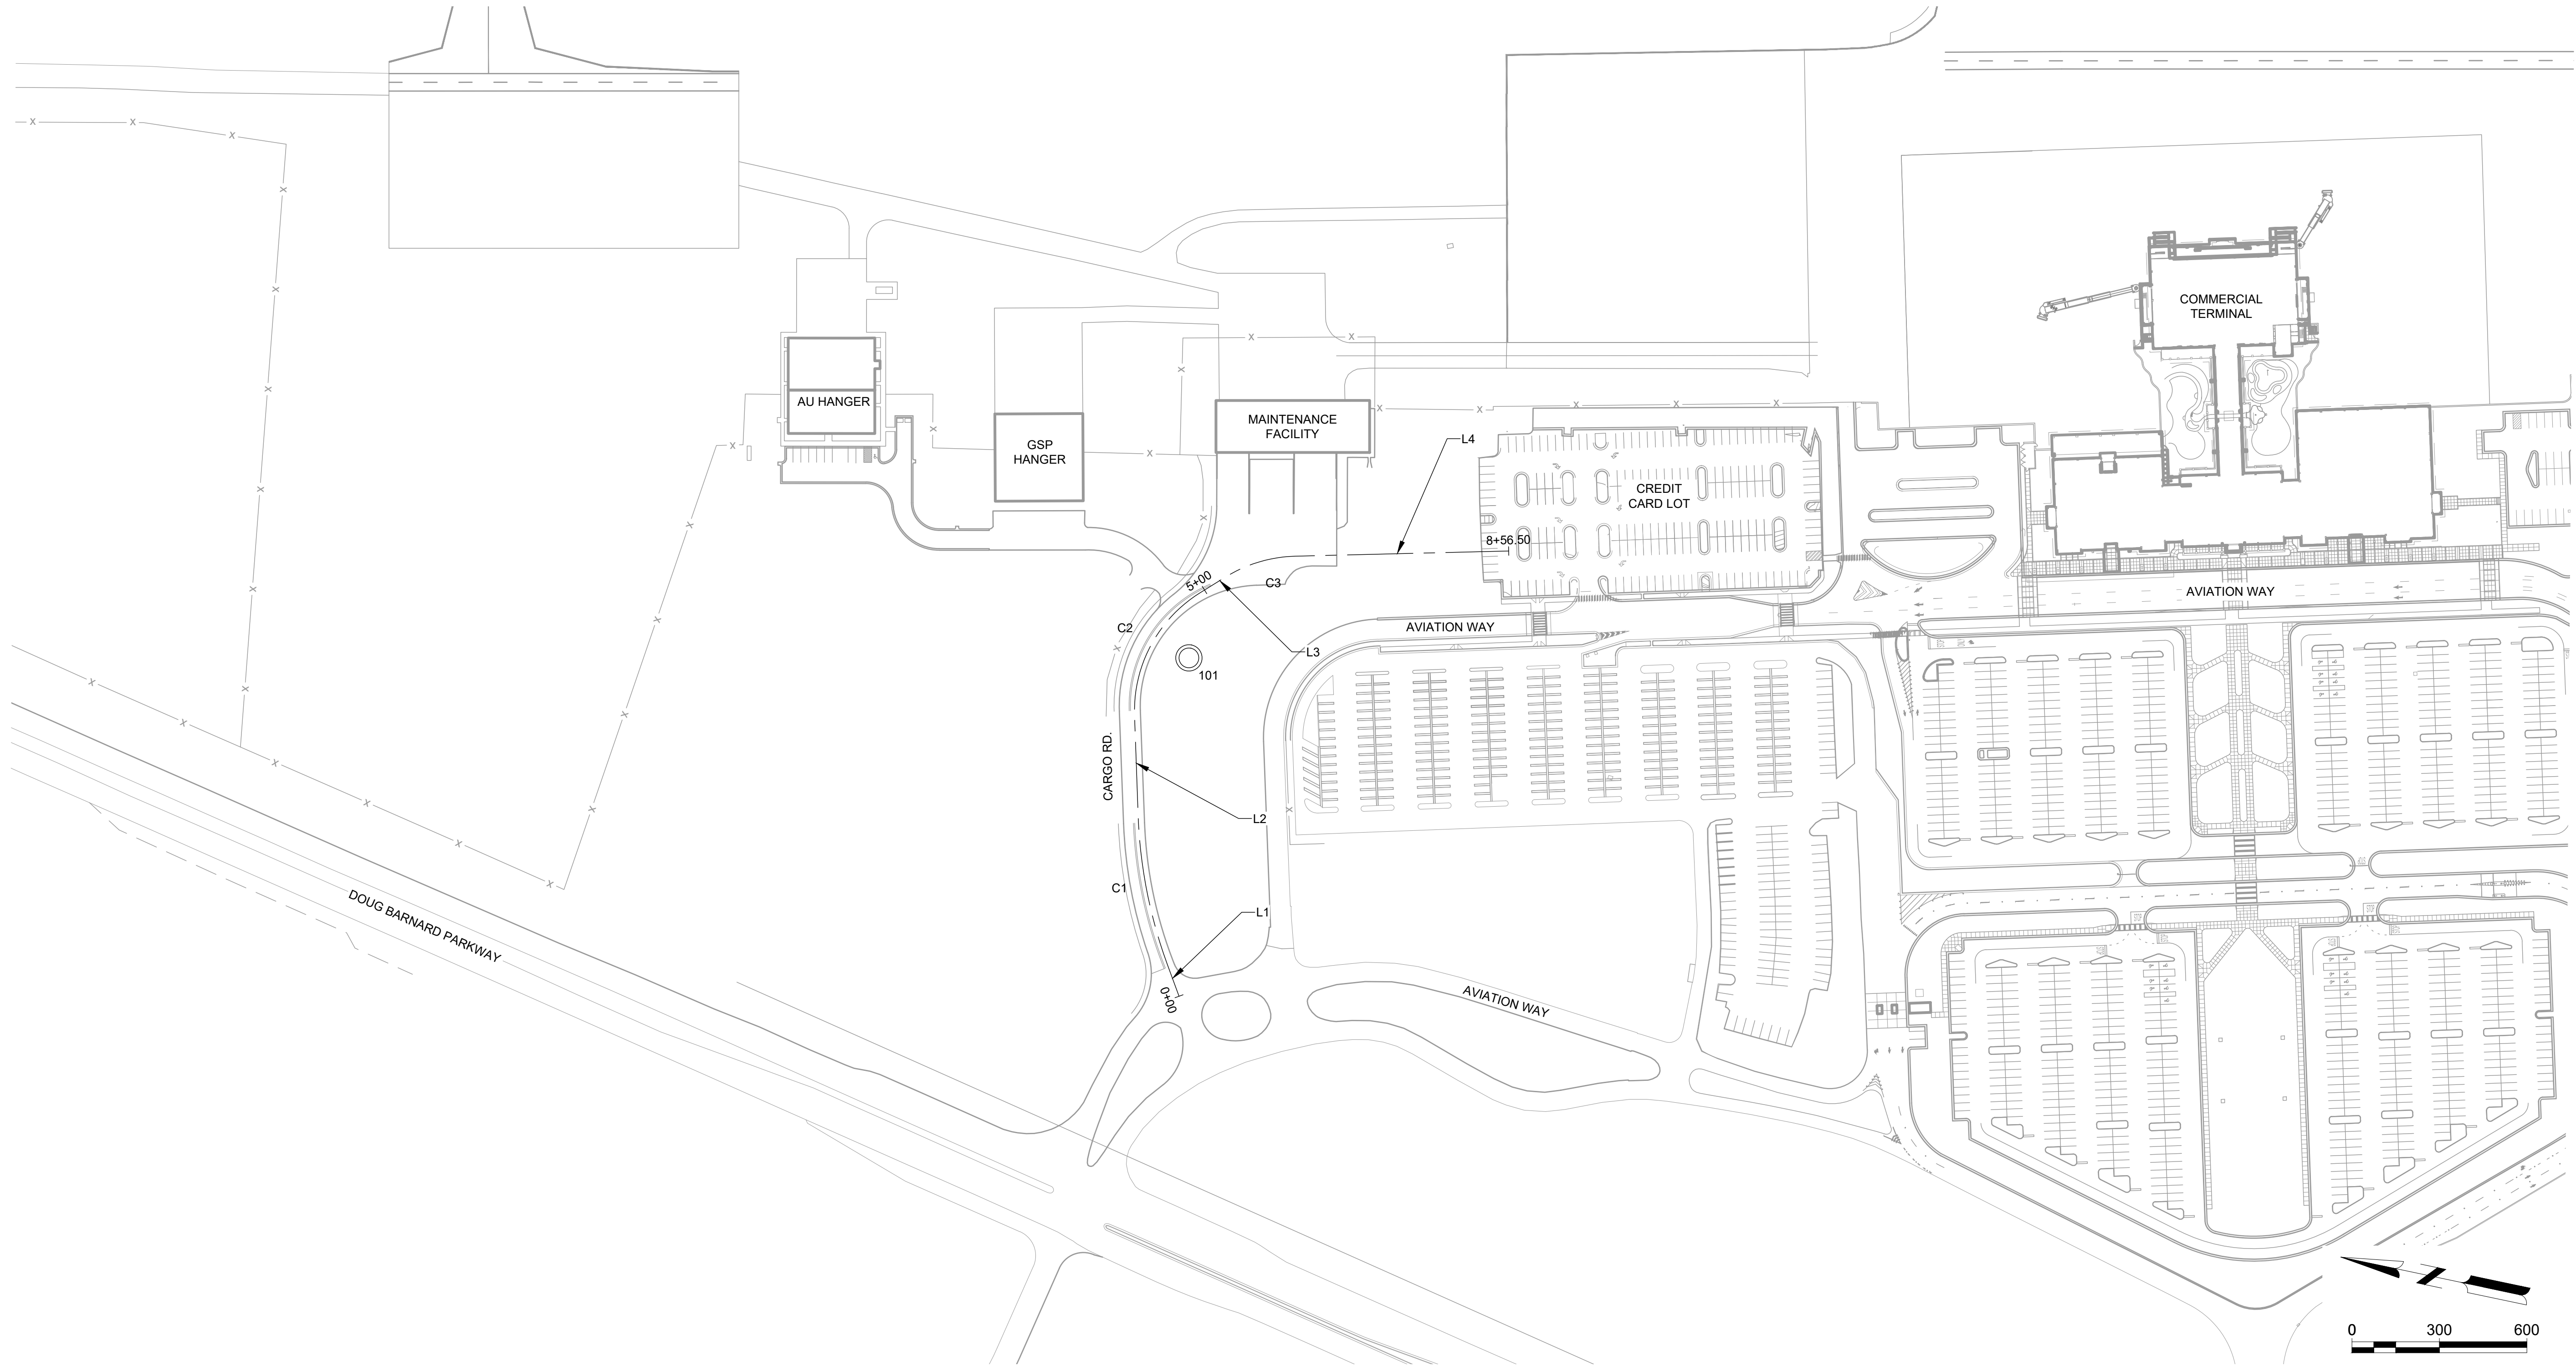 COMMERCIAL
TERMINAL
AU HANGER
MAINTENANCE
FACILITY
GSP
HANGER
L4
CREDIT
CARD LOT
8+56.50
5+00
C3
AVIATION WAY
C2
AVIATION WAY
L3
101
CARGO RD.
L2
C1
L1
DOUG BARNARD PARKWAY
0+00
AVIATION WAY
0 300 600